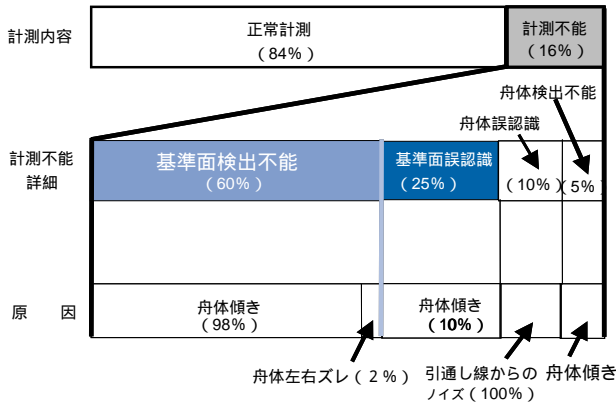 計測内容
正常計測
(84%)
計測不能
(16%)
舟体検出不能
舟体誤認識
計測不能
詳細
基準面検出不能
(60%)
基準面誤認識
(25%)
(10%)
(5%)
原 因
舟体傾き
(98%)
舟体傾き
(10%)
舟体左右ズレ(2%)
引通し線からの
ノイズ(100%)
舟体傾き